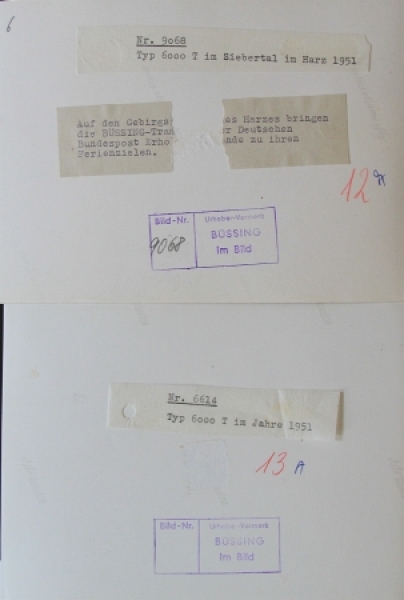 6
Nr. 9068
Typ 6000 T im Siebertal im Harz 1951
Auf den Gebirgs es Harzes bringen
die BÜSSING-Tra r Deutschen
Bundespost Erho nde zu ihren
Ferienzielen.
12 A
Bild-Nr. Urheber-Vermerk
9068 BÜSSING
Im Bild
Nr. 6614
Typ 6000 T im Jahre 1951
13 A
Bild-Nr. Urheber-Vermerk
BÜSSING
Im Bild